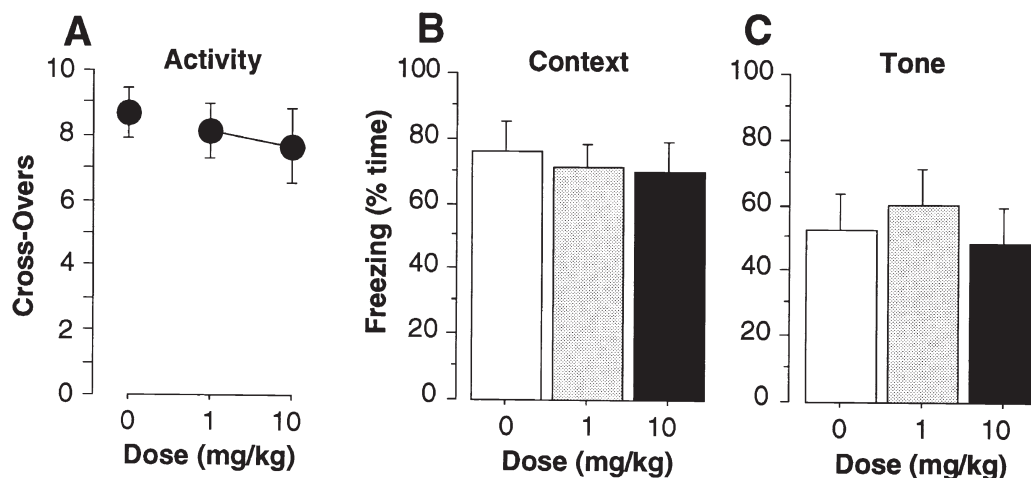 A
Activity
10
8
6
4
2
0
Cross-Overs
0 1 10
Dose (mg/kg)
B
Context
100
80
60
40
20
0
Freezing (% time)
0 1 10
Dose (mg/kg)
C
Tone
100
80
60
40
20
0
0 1 10
Dose (mg/kg)